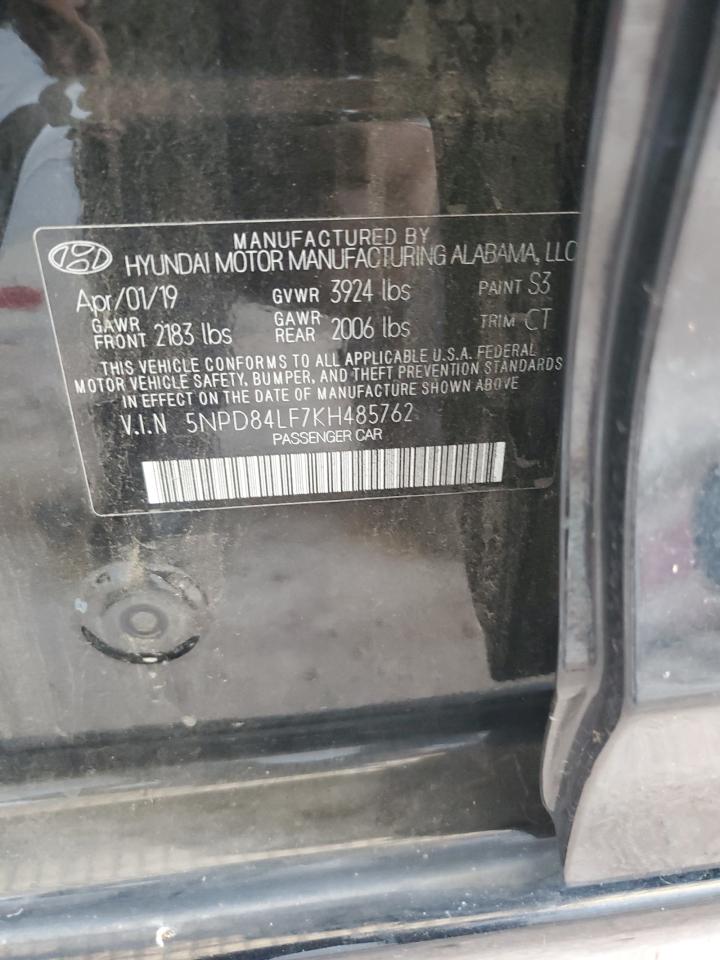 MANUFACTURED BY
HYUNDAI MOTOR MANUFACTURING ALABAMA, LLC
Apr/01/19 GVWR 3924 lbs PAINT S3
GAWR FRONT 2183 lbs GAWR REAR 2006 lbs TRIM CT
THIS VEHICLE CONFORMS TO ALL APPLICABLE U.S.A. FEDERAL
MOTOR VEHICLE SAFETY, BUMPER, AND THEFT PREVENTION STANDARDS
IN EFFECT ON THE DATE OF MANUFACTURE SHOWN ABOVE
V.I.N 5NPD84LF7KH485762
PASSENGER CAR